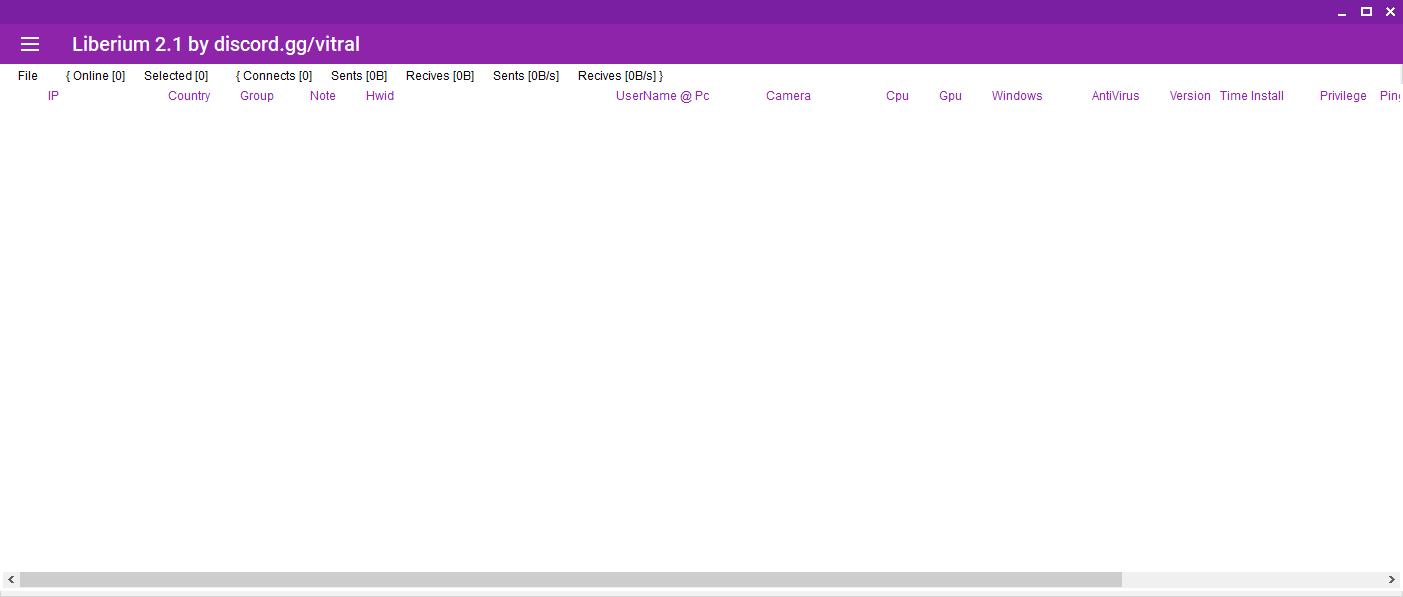 Liberium 2.1 by discord.gg/vitral
File { Online [0] Selected [0] { Connects [0] Sents [0B] Recives [0B] Sents [0B/s] Recives [0B/s] }
IP Country Group Note Hwid UserName @ Pc Camera Cpu Gpu Windows AntiVirus Version Time Install Privilege Ping